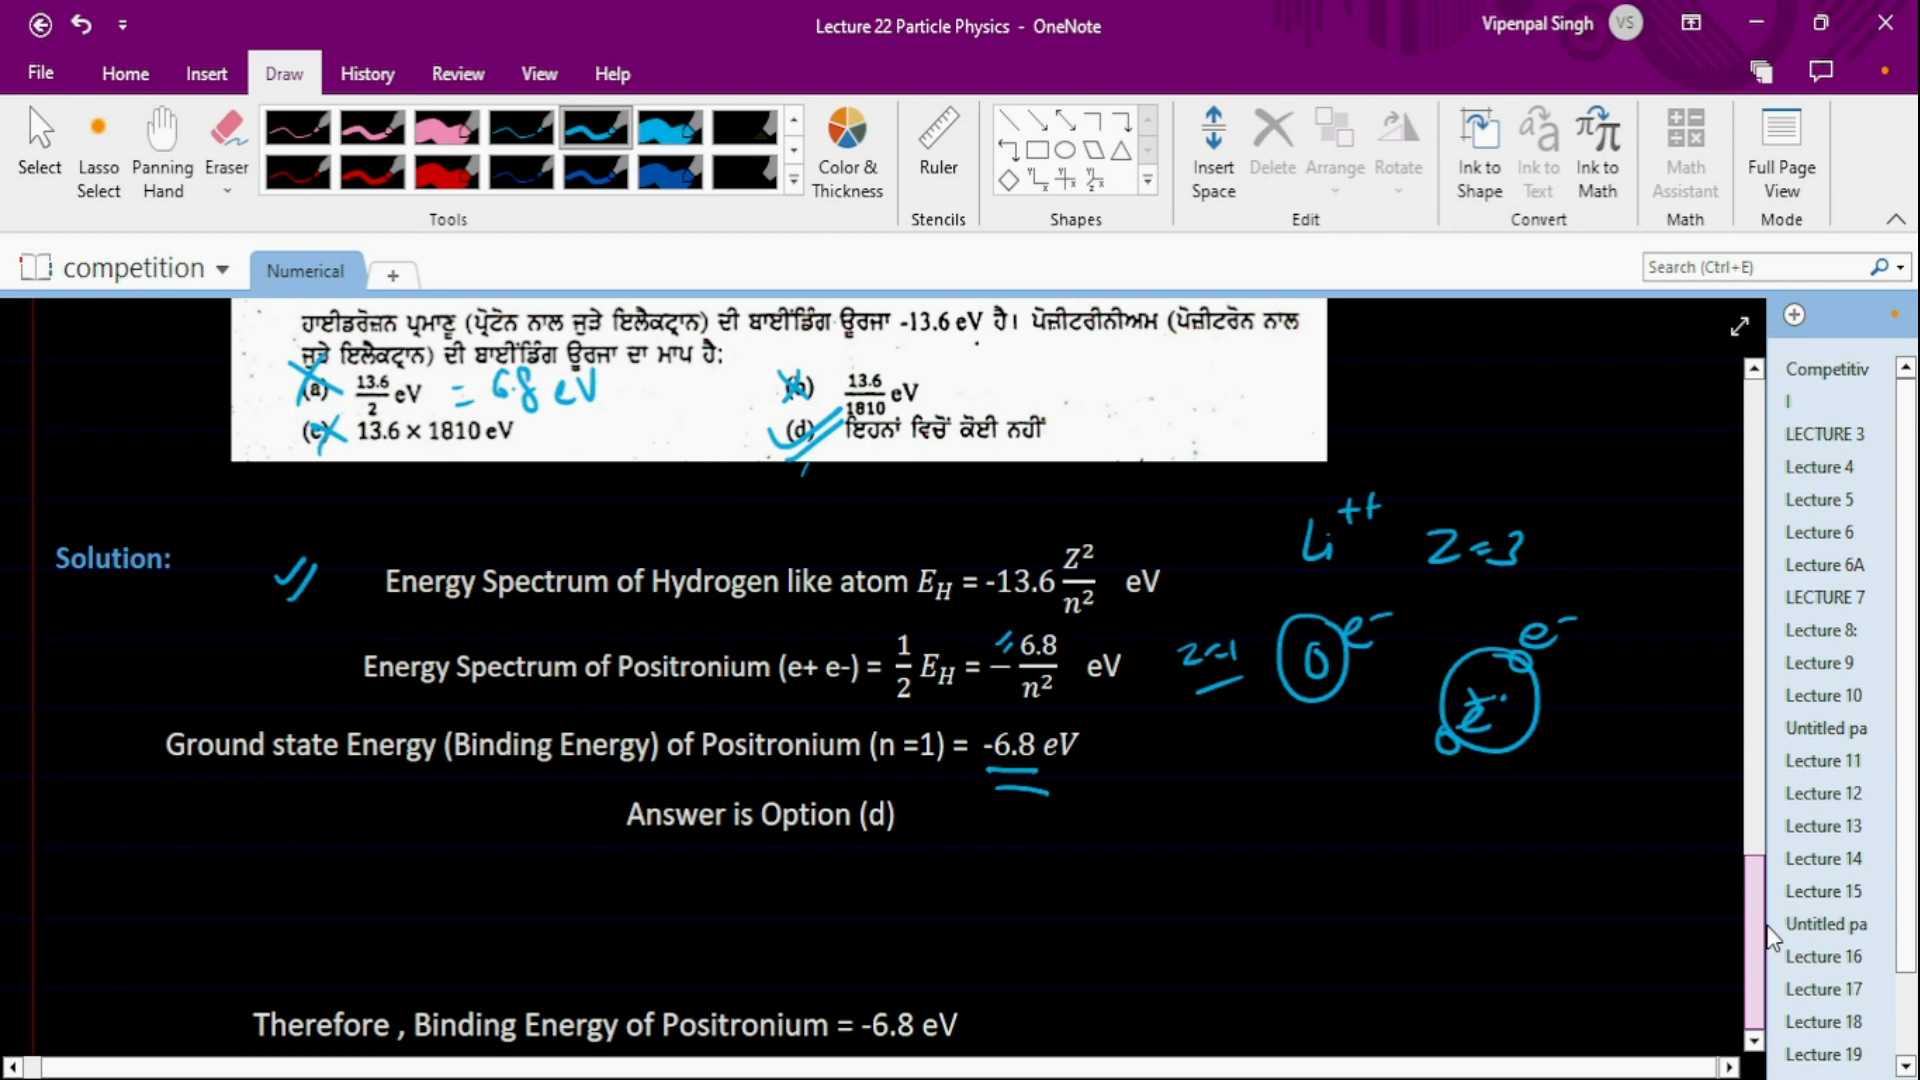 Lecture 22 Particle Physics - OneNote
Vipenpal Singh VS
File Home Insert Draw History Review View Help
Select
Lasso Select
Panning Hand
Eraser
Color & Thickness
Ruler
Insert Space
Delete
Arrange
Rotate
Ink to Shape
Ink to Text
Ink to Math
Math Assistant
Full Page View
Tools Stencils Shapes Edit Convert Math Mode
competition Numerical + Search (Ctrl+E)
ਹਾਈਡਰੋਜ਼ਨ ਪ੍ਰਮਾਣੂ (ਪ੍ਰੋਟੋਨ ਨਾਲ ਜੁੜੇ ਇਲੈਕਟ੍ਰਾਨ) ਦੀ ਬਾਈਂਡਿੰਗ ਊਰਜਾ -13.6 eV ਹੈ। ਪੋਜ਼ੀਟਰੀਨੀਅਮ (ਪੋਜ਼ੀਟਰੋਨ ਨਾਲ
ਜੁੜੇ ਇਲੈਕਟ੍ਰਾਨ) ਦੀ ਬਾਈਂਡਿੰਗ ਊਰਜਾ ਦਾ ਮਾਪ ਹੈ:
(a) 13.6/2 eV = 6.8 eV (b) 13.6/1810 eV
(c) 13.6 × 1810 eV (d) ਇਹਨਾਂ ਵਿਚੋਂ ਕੋਈ ਨਹੀਂ
Li++ Z=3
Solution:
Energy Spectrum of Hydrogen like atom E_H = -13.6 Z²/n² eV
Energy Spectrum of Positronium (e+ e-) = 1/2 E_H = − 6.8/n² eV
Z=1 e-
e-
Ground state Energy (Binding Energy) of Positronium (n =1) = -6.8 eV
Answer is Option (d)
Therefore , Binding Energy of Positronium = -6.8 eV
Competitiv
I
LECTURE 3
Lecture 4
Lecture 5
Lecture 6
Lecture 6A
LECTURE 7
Lecture 8:
Lecture 9
Lecture 10
Untitled pa
Lecture 11
Lecture 12
Lecture 13
Lecture 14
Lecture 15
Untitled pa
Lecture 16
Lecture 17
Lecture 18
Lecture 19